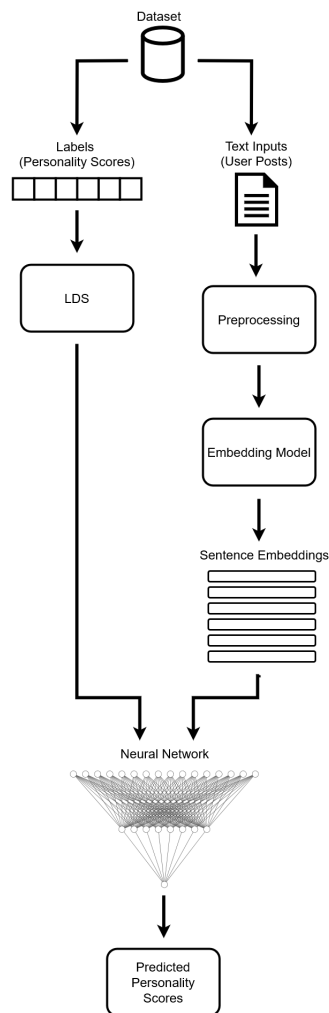 Dataset
Labels
(Personality Scores)
Text Inputs
(User Posts)
LDS
Preprocessing
Embedding Model
Sentence Embeddings
Neural Network
Predicted
Personality
Scores